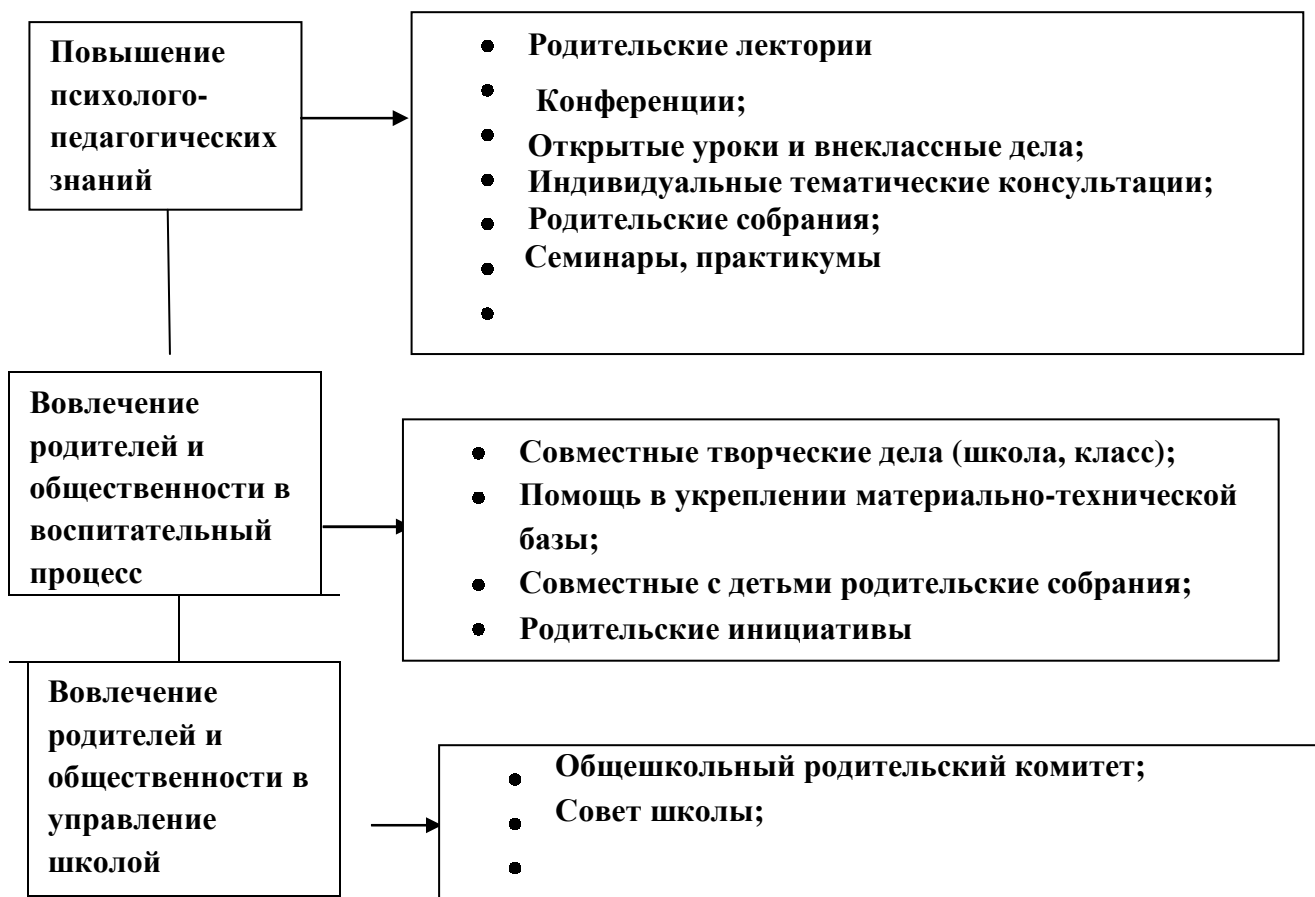 Повышение
психолого-
педагогических
знаний
• Родительские лектории
• Конференции;
• Открытые уроки и внеклассные дела;
• Индивидуальные тематические консультации;
• Родительские собрания;
• Семинары, практикумы
•
Вовлечение
родителей и
общественности в
воспитательный
процесс
• Совместные творческие дела (школа, класс);
• Помощь в укреплении материально-технической
базы;
• Совместные с детьми родительские собрания;
• Родительские инициативы
Вовлечение
родителей и
общественности в
управление
школой
• Общешкольный родительский комитет;
• Совет школы;
•